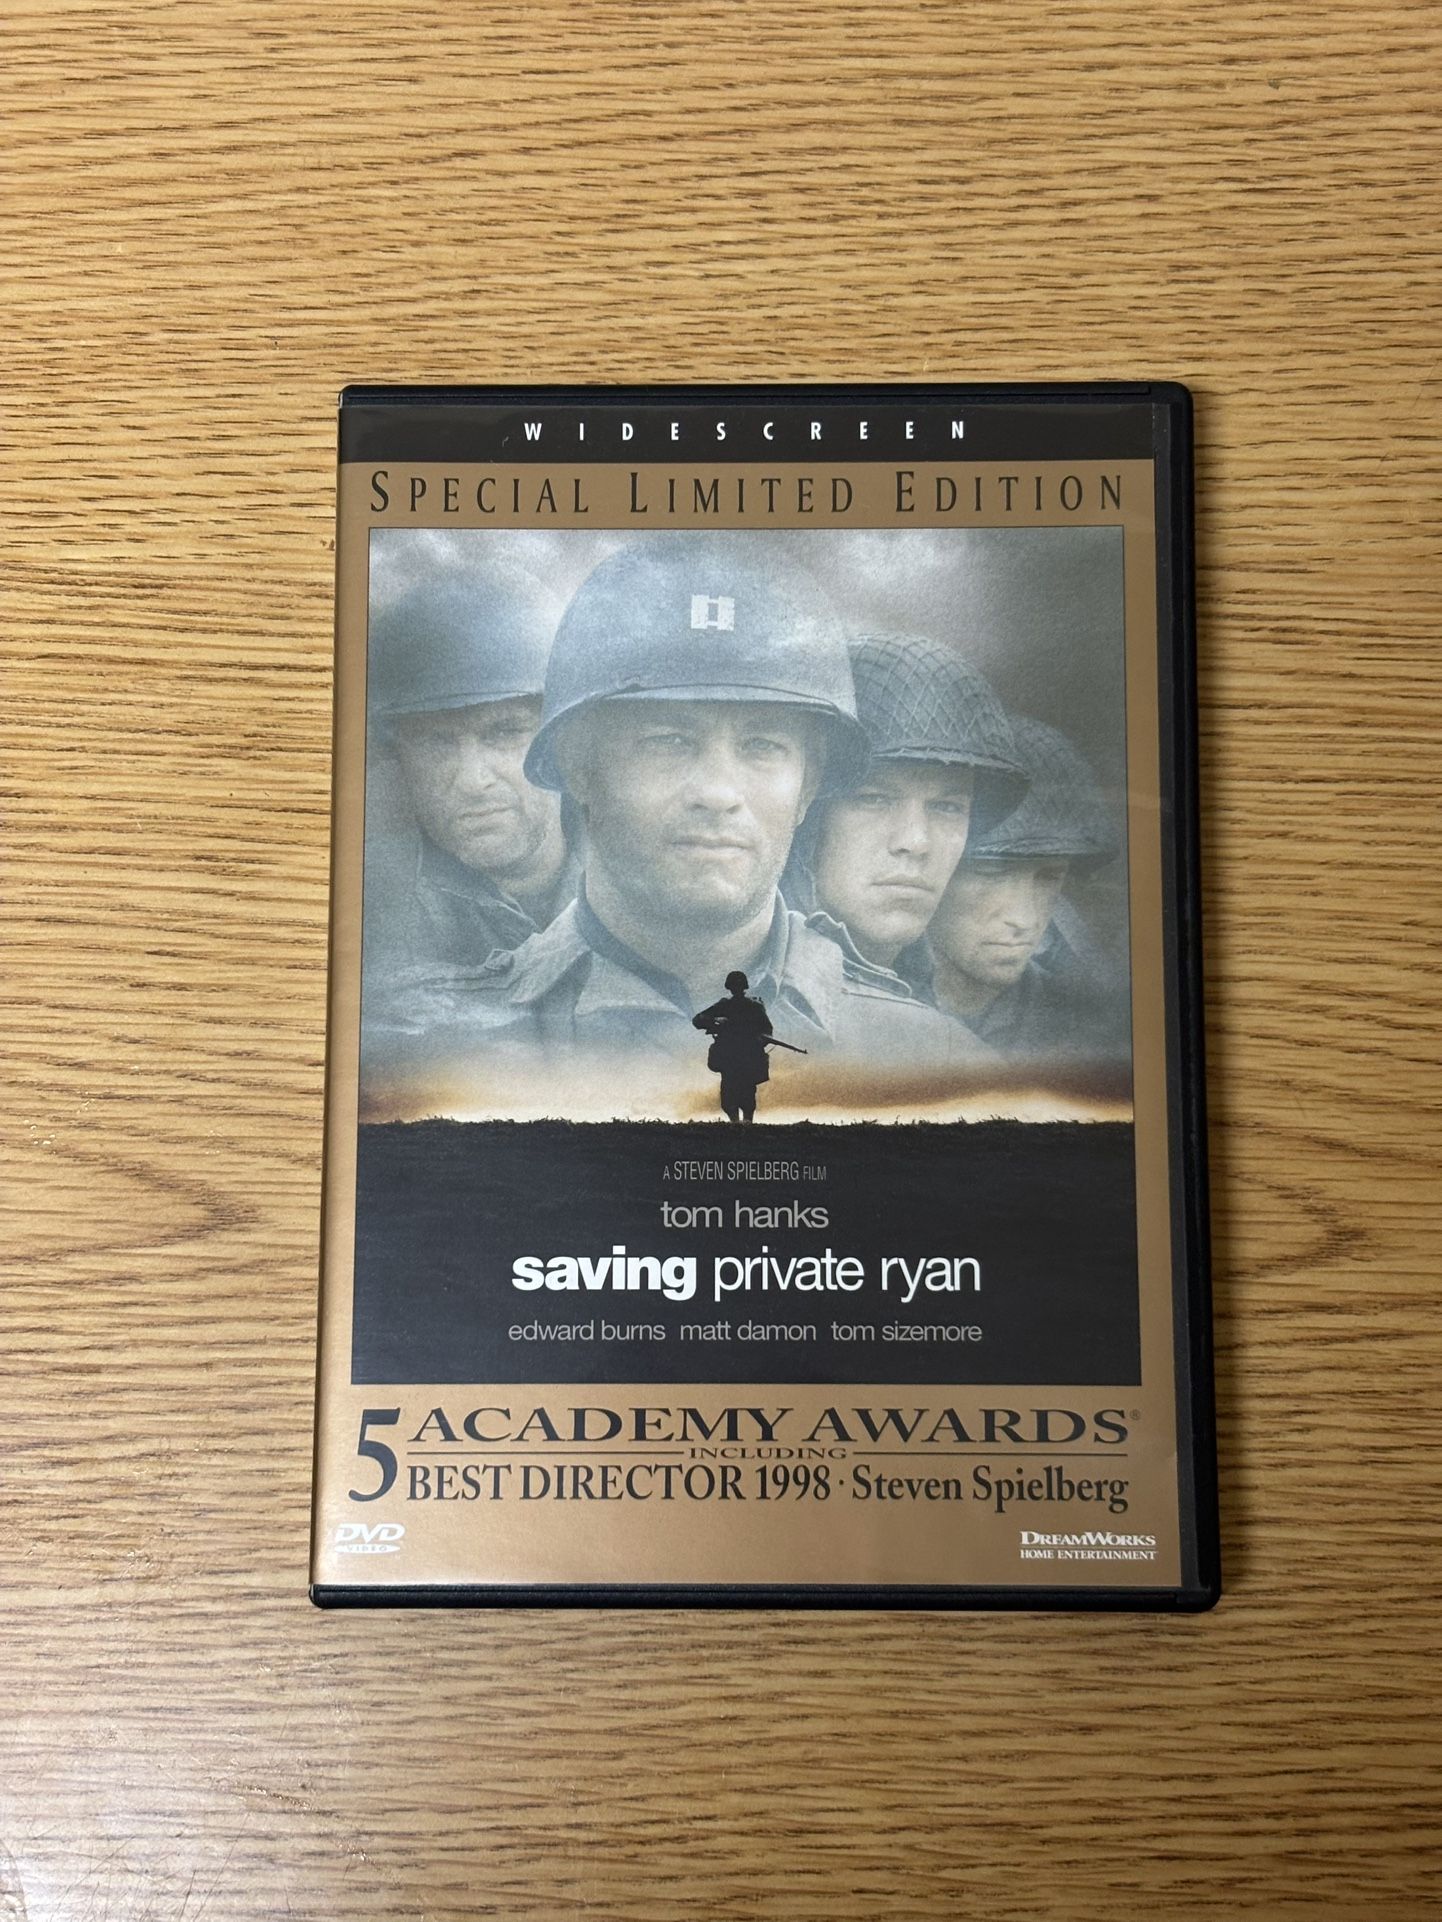 WIDESCREEN
SPECIAL LIMITED EDITION
A STEVEN SPIELBERG FILM
tom hanks
saving private ryan
edward burns matt damon tom sizemore
5 ACADEMY AWARDS®
INCLUDING
BEST DIRECTOR 1998 · Steven Spielberg
DVD
VIDEO
DREAMWORKS
HOME ENTERTAINMENT